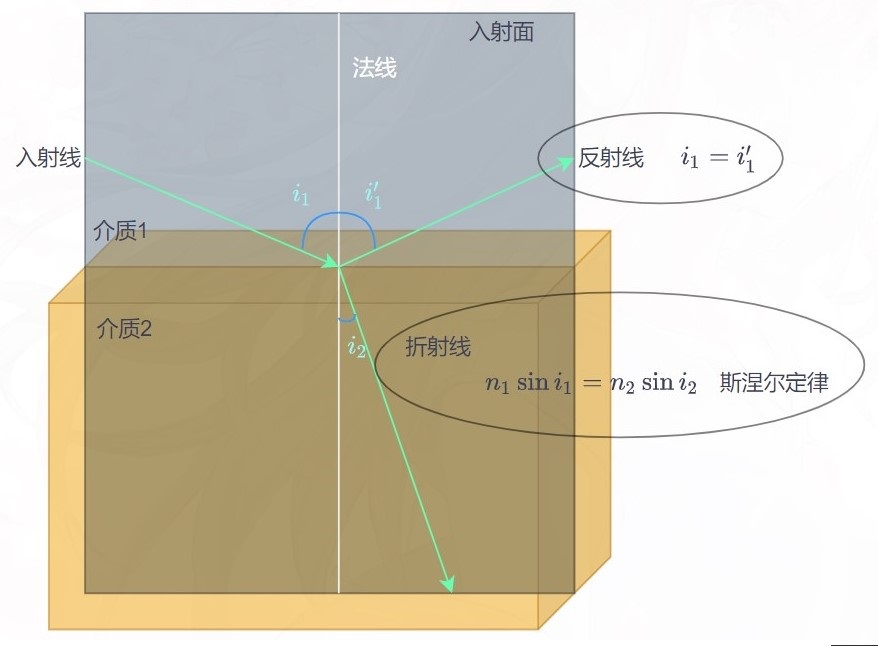 入射面
法线
入射线
反射线 $i_1 = i_1'$
$i_1$ $i_1'$
介质1
介质2
$i_2$
折射线
$n_1 \sin i_1 = n_2 \sin i_2$ 斯涅尔定律